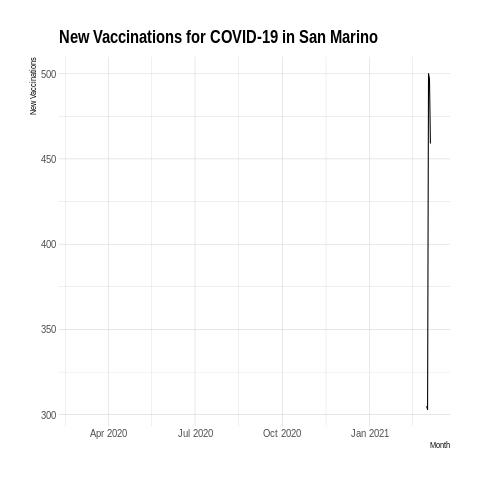 New Vaccinations for COVID-19 in San Marino
New Vaccinations
500
450
400
350
300
Apr 2020
Jul 2020
Oct 2020
Jan 2021
Month